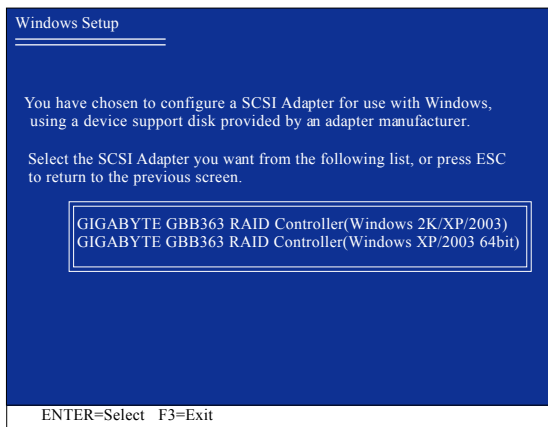 Windows Setup
You have chosen to configure a SCSI Adapter for use with Windows,
using a device support disk provided by an adapter manufacturer.
Select the SCSI Adapter you want from the following list, or press ESC
to return to the previous screen.
GIGABYTE GBB363 RAID Controller(Windows 2K/XP/2003)
GIGABYTE GBB363 RAID Controller(Windows XP/2003 64bit)
ENTER=Select F3=Exit